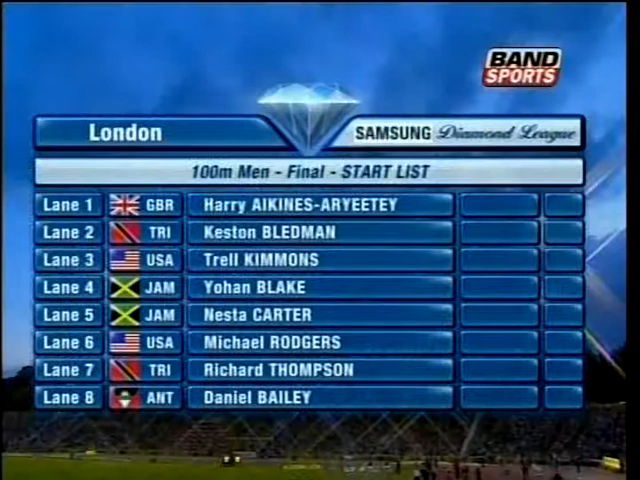 BAND
SPORTS
London
SAMSUNG Diamond League
100m Men - Final - START LIST
Lane 1 GBR Harry AIKINES-ARYEETEY
Lane 2 TRI Keston BLEDMAN
Lane 3 USA Trell KIMMONS
Lane 4 JAM Yohan BLAKE
Lane 5 JAM Nesta CARTER
Lane 6 USA Michael RODGERS
Lane 7 TRI Richard THOMPSON
Lane 8 ANT Daniel BAILEY